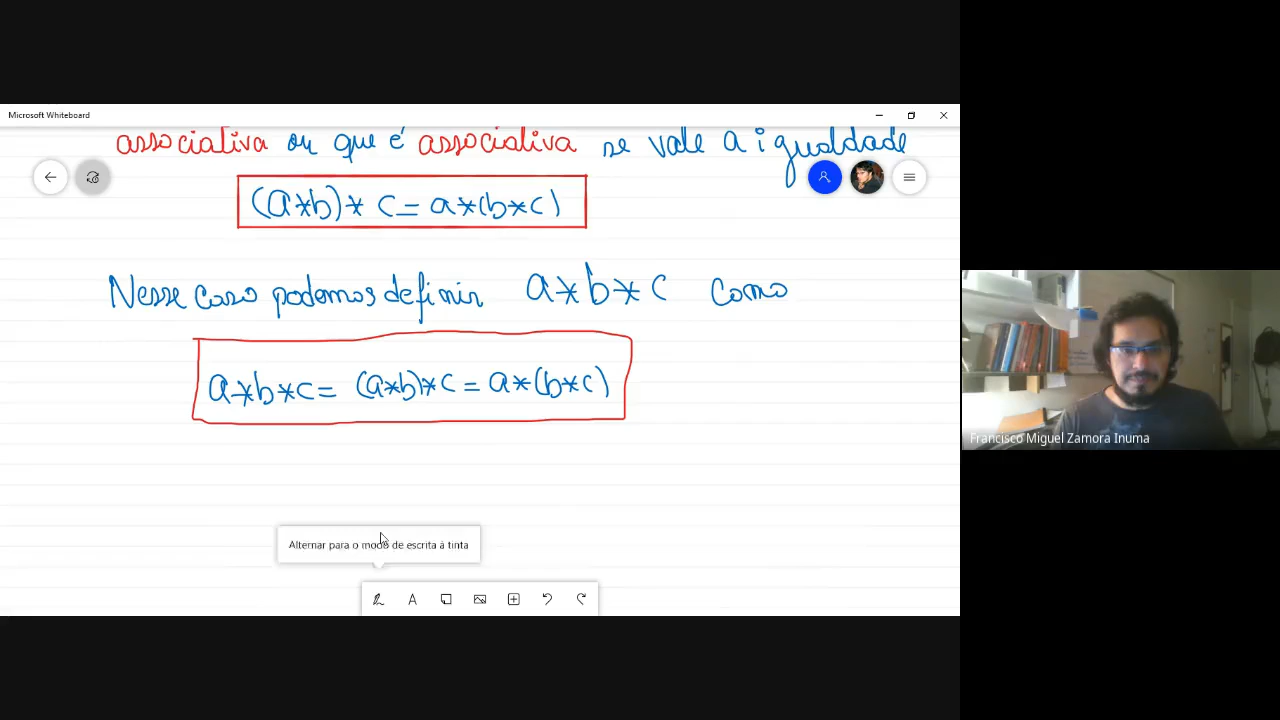 Microsoft Whiteboard
associativa ou que é associativa se vale a igualdade
(a*b)* c = a*(b*c)
Nesse caso podemos definir a*b*c como
a*b*c = (a*b)*c = a*(b*c)
Francisco Miguel Zamora Inuma
Alternar para o modo de escrita à tinta
A